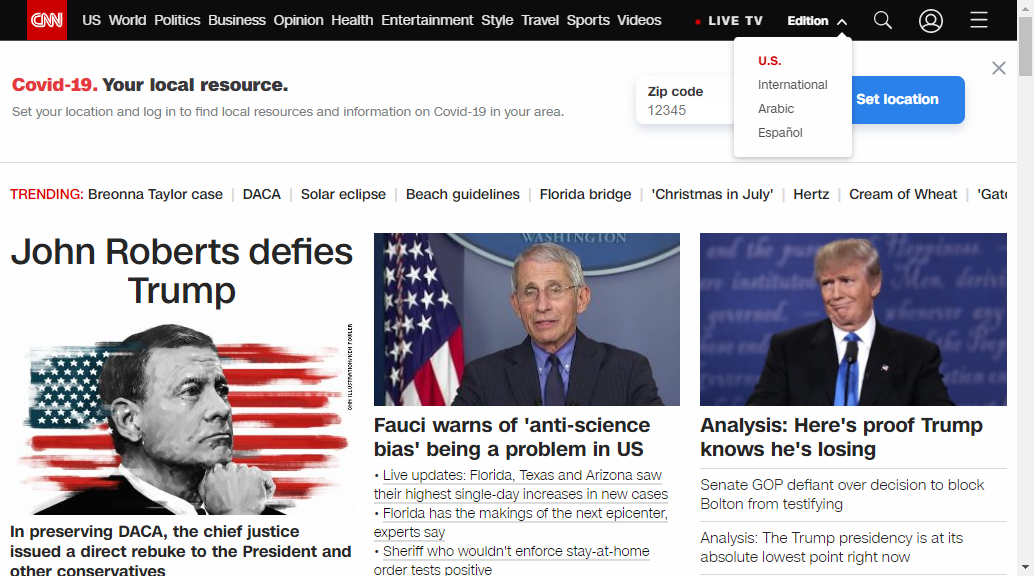 CNN US World Politics Business Opinion Health Entertainment Style Travel Sports Videos LIVE TV Edition
U.S.
International
Arabic
Español
Covid-19. Your local resource.
Set your location and log in to find local resources and information on Covid-19 in your area.
Zip code
12345
Set location
TRENDING: Breonna Taylor case DACA Solar eclipse Beach guidelines Florida bridge 'Christmas in July' Hertz Cream of Wheat 'Gate
John Roberts defies
Trump
CNN ILLUSTRATION/KEN FOWLER
In preserving DACA, the chief justice
issued a direct rebuke to the President and
other conservatives
WASHINGTON
Fauci warns of 'anti-science
bias' being a problem in US
• Live updates: Florida, Texas and Arizona saw
their highest single-day increases in new cases
• Florida has the makings of the next epicenter,
experts say
• Sheriff who wouldn't enforce stay-at-home
order tests positive
Analysis: Here's proof Trump
knows he's losing
Senate GOP defiant over decision to block
Bolton from testifying
Analysis: The Trump presidency is at its
absolute lowest point right now